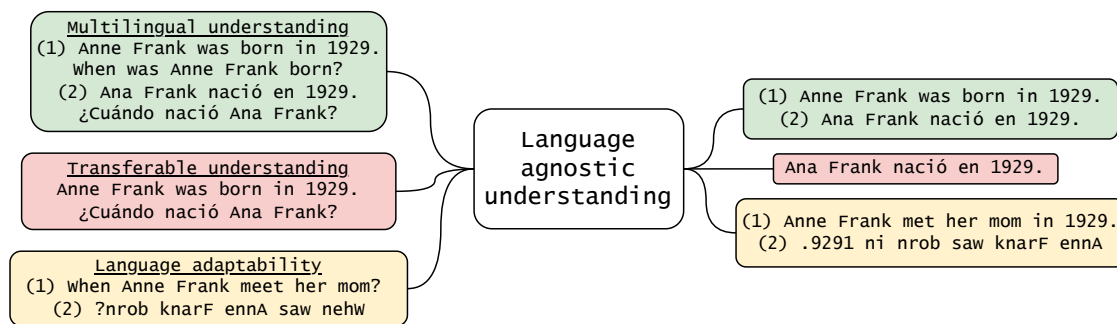 Multilingual understanding
(1) Anne Frank was born in 1929.
When was Anne Frank born?
(2) Ana Frank nació en 1929.
¿Cuándo nació Ana Frank?
Transferable understanding
Anne Frank was born in 1929.
¿Cuándo nació Ana Frank?
Language adaptability
(1) When Anne Frank meet her mom?
(2) ?nrob knarF ennA saw nehW
Language
agnostic
understanding
(1) Anne Frank was born in 1929.
(2) Ana Frank nació en 1929.
Ana Frank nació en 1929.
(1) Anne Frank met her mom in 1929.
(2) .9291 ni nrob saw knarF ennA